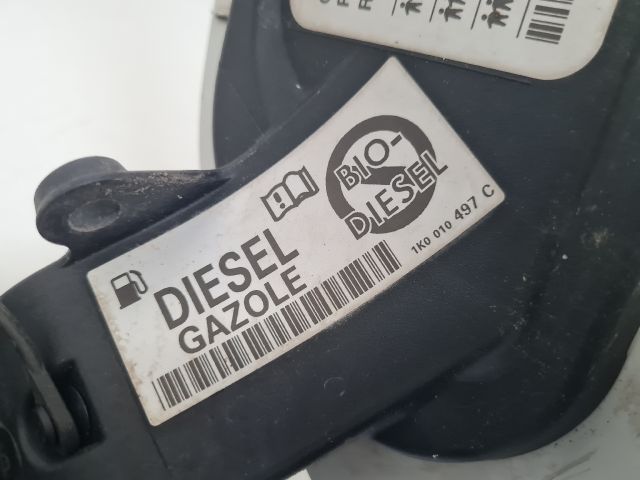 DIESEL
GAZOLE
BIO-
DIESEL
1K0 010 497 C